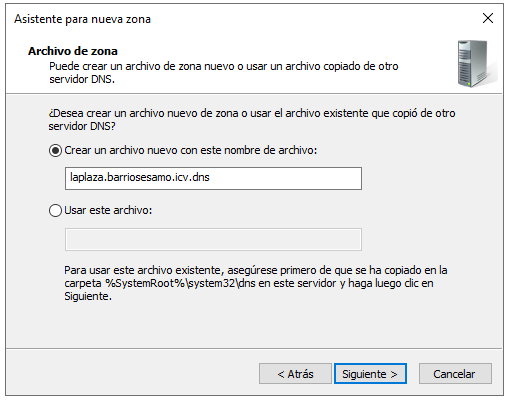 Asistente para nueva zona
Archivo de zona
Puede crear un archivo de zona nuevo o usar un archivo copiado de otro
servidor DNS.
¿Desea crear un archivo nuevo de zona o usar el archivo existente que copió de otro
servidor DNS?
Crear un archivo nuevo con este nombre de archivo:
laplaza.barriosesamo.icv.dns
Usar este archivo:
Para usar este archivo existente, asegúrese primero de que se ha copiado en la
carpeta %SystemRoot%\system32\dns en este servidor y haga luego clic en
Siguiente.
< Atrás Siguiente > Cancelar